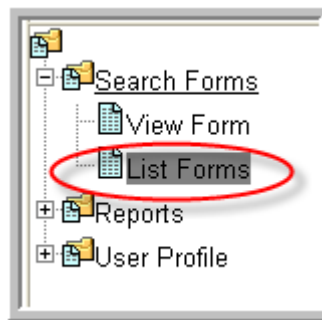 Search Forms
View Form
List Forms
Reports
User Profile